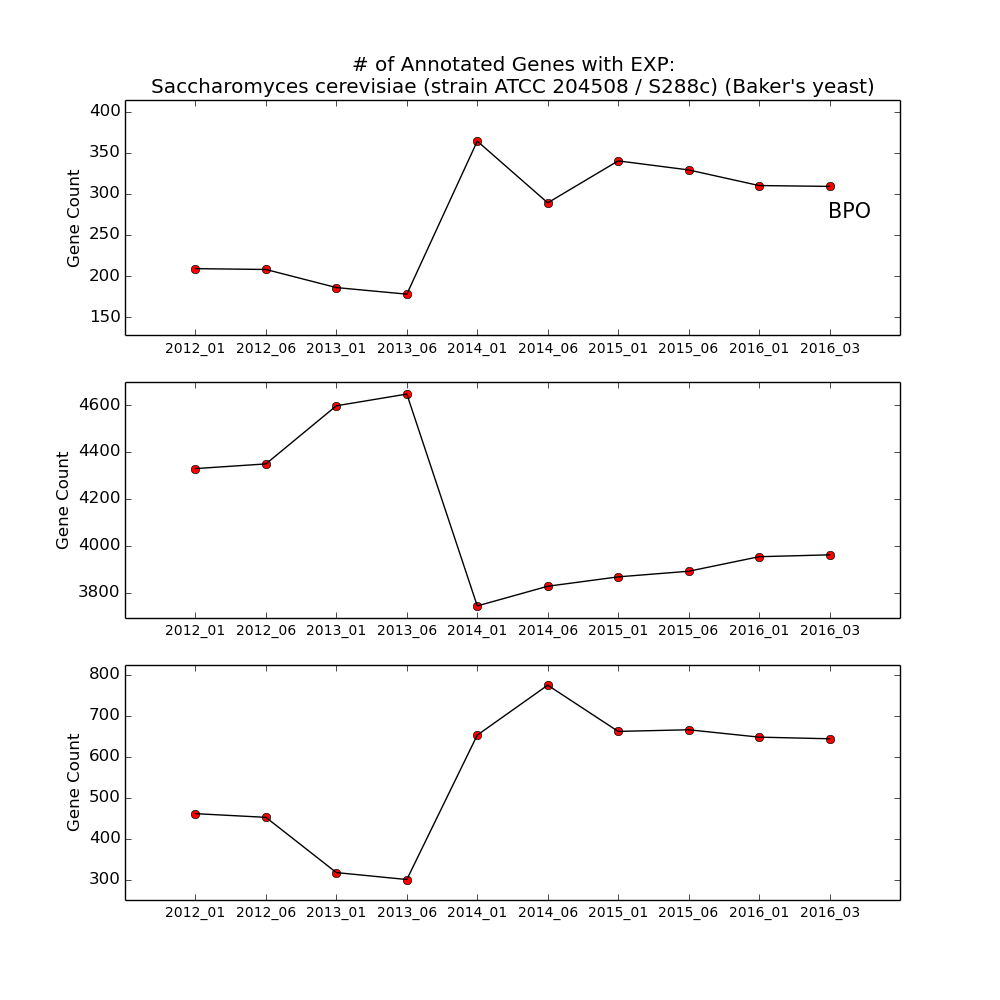 # of Annotated Genes with EXP:
Saccharomyces cerevisiae (strain ATCC 204508 / S288c) (Baker's yeast)
400
350
300
250
200
150
Gene Count
BPO
2012_01 2012_06 2013_01 2013_06 2014_01 2014_06 2015_01 2015_06 2016_01 2016_03
4600
4400
4200
4000
3800
Gene Count
2012_01 2012_06 2013_01 2013_06 2014_01 2014_06 2015_01 2015_06 2016_01 2016_03
800
700
600
500
400
300
Gene Count
2012_01 2012_06 2013_01 2013_06 2014_01 2014_06 2015_01 2015_06 2016_01 2016_03